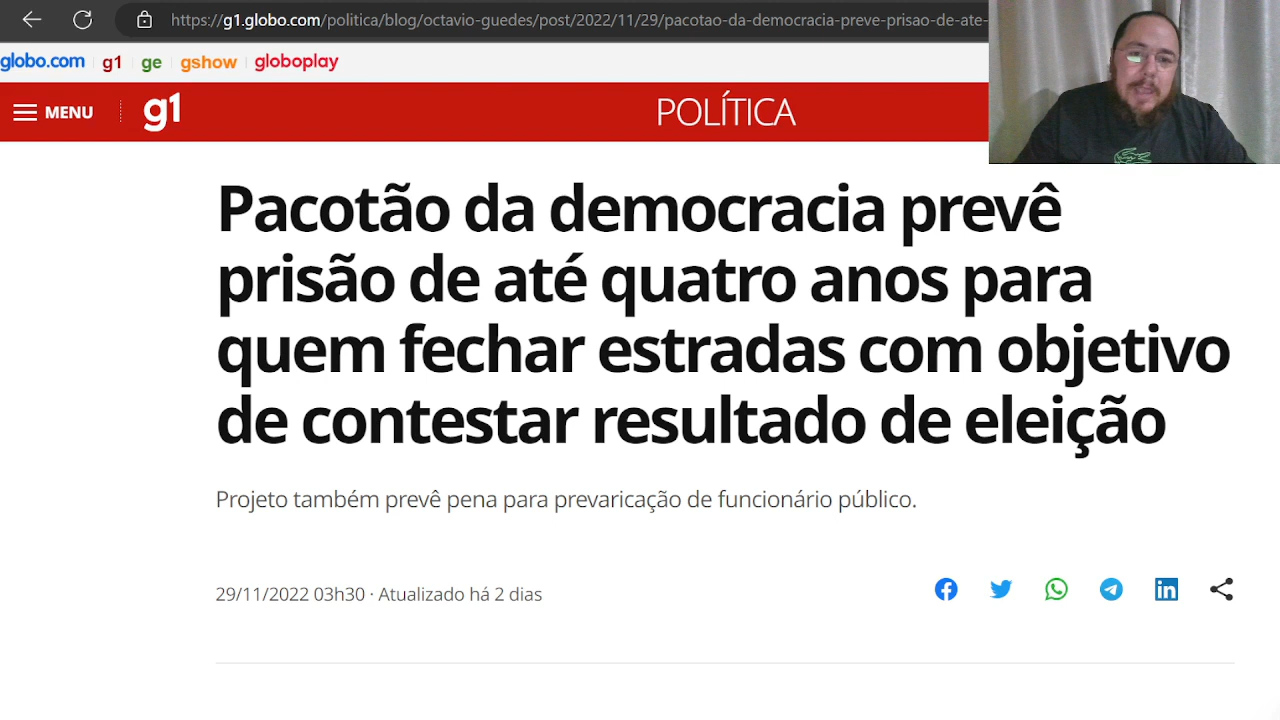 https://g1.globo.com/politica/blog/octavio-guedes/post/2022/11/29/pacotao-da-democracia-preve-prisao-de-ate-
globo.com g1 ge gshow globoplay
MENU g1 POLÍTICA
Pacotão da democracia prevê
prisão de até quatro anos para
quem fechar estradas com objetivo
de contestar resultado de eleição
Projeto também prevê pena para prevaricação de funcionário público.
29/11/2022 03h30 · Atualizado há 2 dias